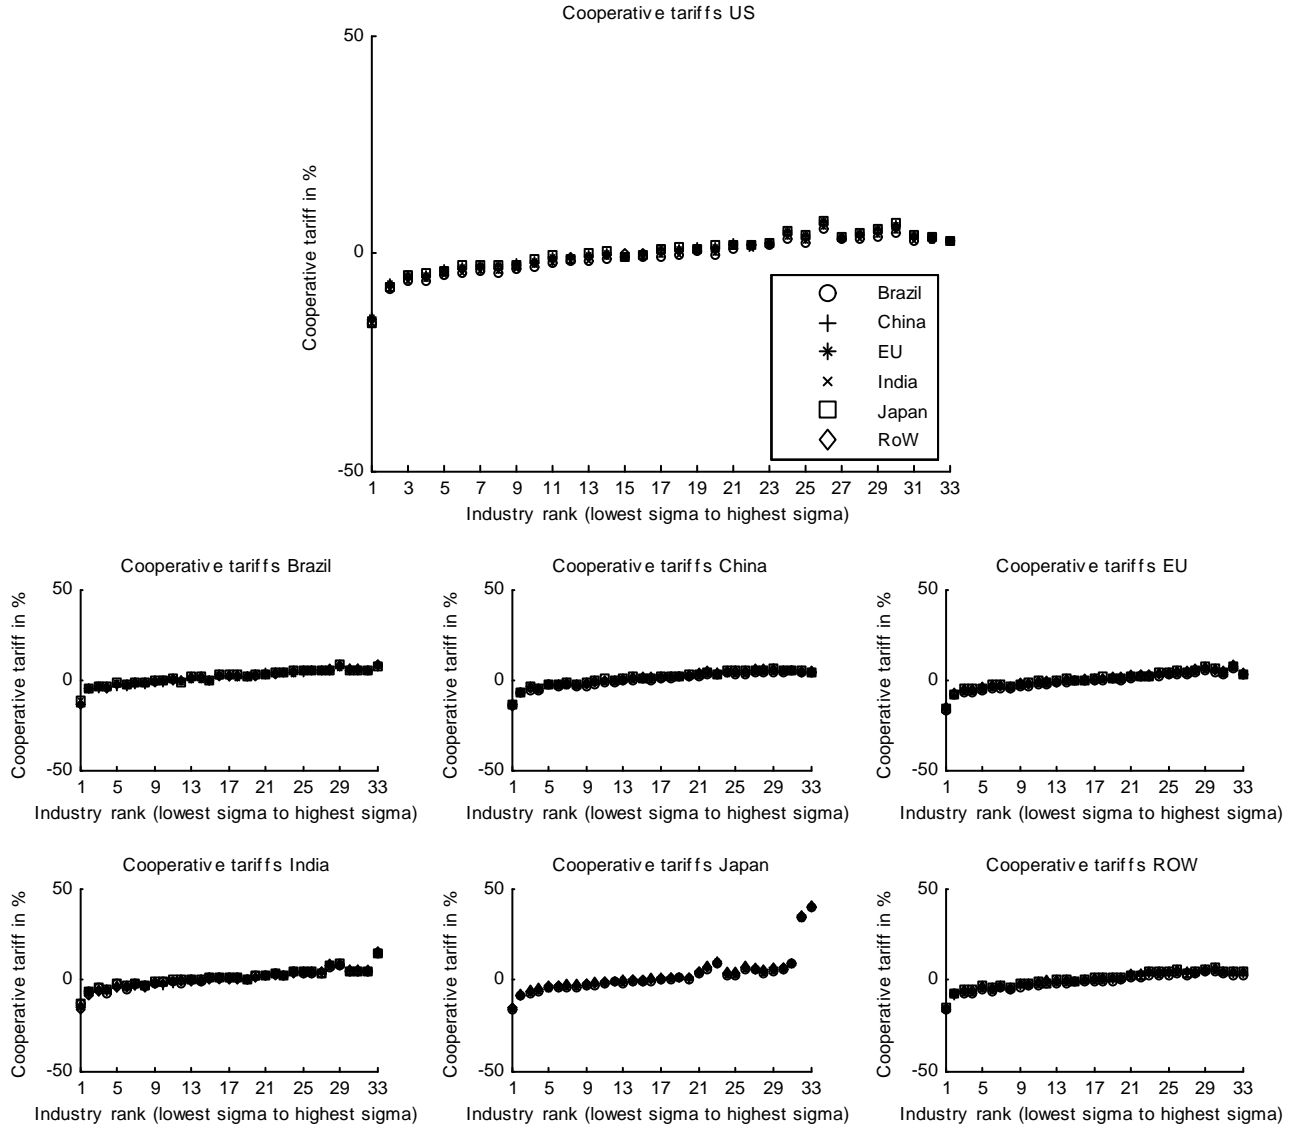 Cooperative tariffs US
50
0
-50
Cooperative tariff in %
Brazil
China
EU
India
Japan
RoW
1 3 5 7 9 11 13 15 17 19 21 23 25 27 29 31 33
Industry rank (lowest sigma to highest sigma)
Cooperative tariffs Brazil
50
0
-50
Cooperative tariff in %
1 5 9 13 17 21 25 29 33
Industry rank (lowest sigma to highest sigma)
Cooperative tariffs China
50
0
-50
Cooperative tariff in %
1 5 9 13 17 21 25 29 33
Industry rank (lowest sigma to highest sigma)
Cooperative tariffs EU
50
0
-50
Cooperative tariff in %
1 5 9 13 17 21 25 29 33
Industry rank (lowest sigma to highest sigma)
Cooperative tariffs India
50
0
-50
Cooperative tariff in %
1 5 9 13 17 21 25 29 33
Industry rank (lowest sigma to highest sigma)
Cooperative tariffs Japan
50
0
-50
Cooperative tariff in %
1 5 9 13 17 21 25 29 33
Industry rank (lowest sigma to highest sigma)
Cooperative tariffs ROW
50
0
-50
Cooperative tariff in %
1 5 9 13 17 21 25 29 33
Industry rank (lowest sigma to highest sigma)